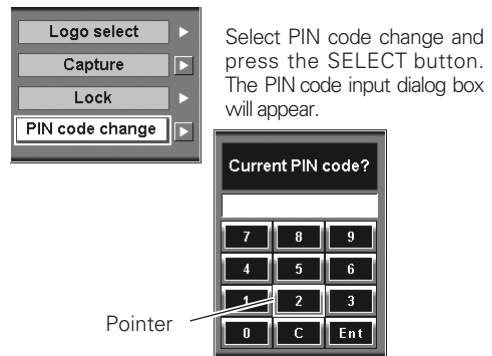 Logo select
Capture
Lock
PIN code change
Select PIN code change and
press the SELECT button.
The PIN code input dialog box
will appear.
Current PIN code?
7 8 9
4 5 6
1 2 3
0 C Ent
Pointer